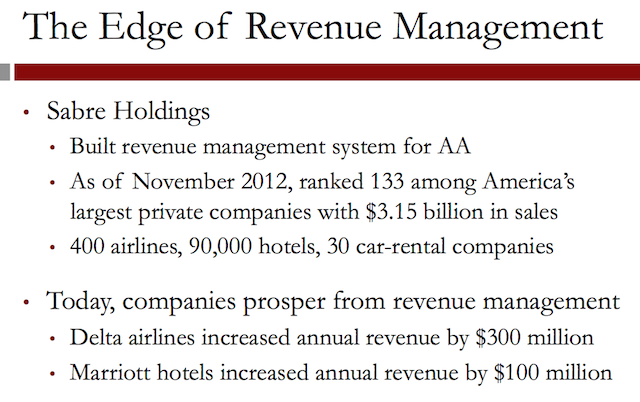 The Edge of Revenue Management
• Sabre Holdings
• Built revenue management system for AA
• As of November 2012, ranked 133 among America’s
largest private companies with $3.15 billion in sales
• 400 airlines, 90,000 hotels, 30 car-rental companies
• Today, companies prosper from revenue management
• Delta airlines increased annual revenue by $300 million
• Marriott hotels increased annual revenue by $100 million